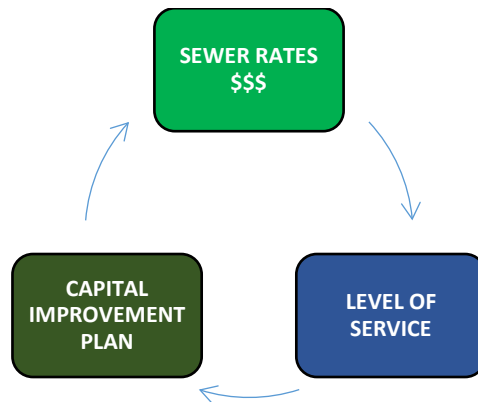 SEWER RATES
$$$
CAPITAL
IMPROVEMENT
PLAN
LEVEL OF
SERVICE